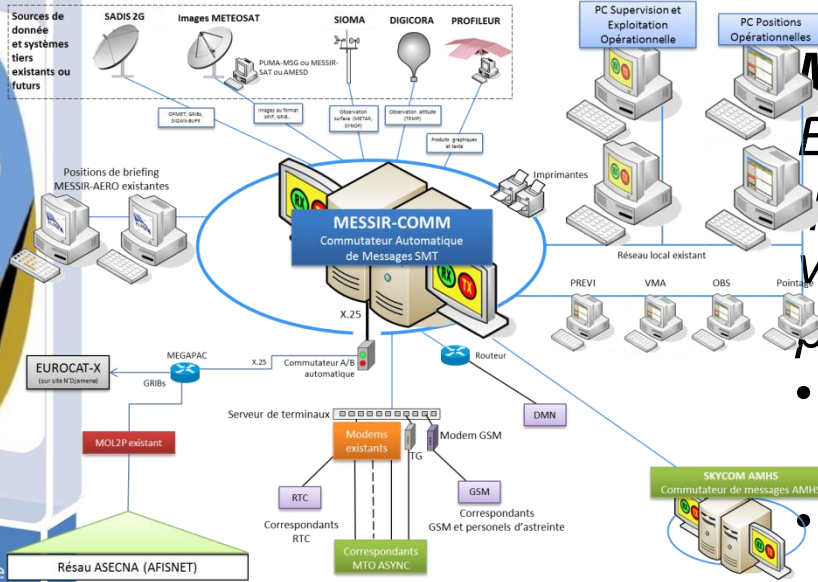 Sources de
donnée
et systèmes
tiers
existants ou
futurs
SADIS 2G
Images METEOSAT
PUMA-MSG ou MESSIR-
SAT ou AMESD
SIOMA
DIGICORA
PROFILEUR
OPMET, GRIBs,
SIGWX-BUFR
Images au format
XPIF, GRIB...
Observation
surface (METAR,
SYNOP)
Observation altitude
(TEMP)
Produits graphiques
et texte
PC Supervision et
Exploitation
Opérationnelle
PC Positions
Opérationnelles
Positions de briefing
MESSIR-AERO existantes
Imprimantes
RX TX
MESSIR-COMM
Commutateur Automatique
de Messages SMT
RX TX
Réseau local existant
PREVI
VMA
OBS
Pointage
X.25
EUROCAT-X
(sur site N'Djamena)
MEGAPAC
GRIBs
X.25
Commutateur A/B
automatique
Routeur
DMN
MOL2P existant
Serveur de terminaux
Modems
existants
TG
Modem GSM
RTC
Correspondants
RTC
GSM
Correspondants
GSM et personels d'astreinte
Correspondants
MTO ASYNC
SKYCOM AMHS
Commutateur de messages AMHS
Résau ASECNA (AFISNET)